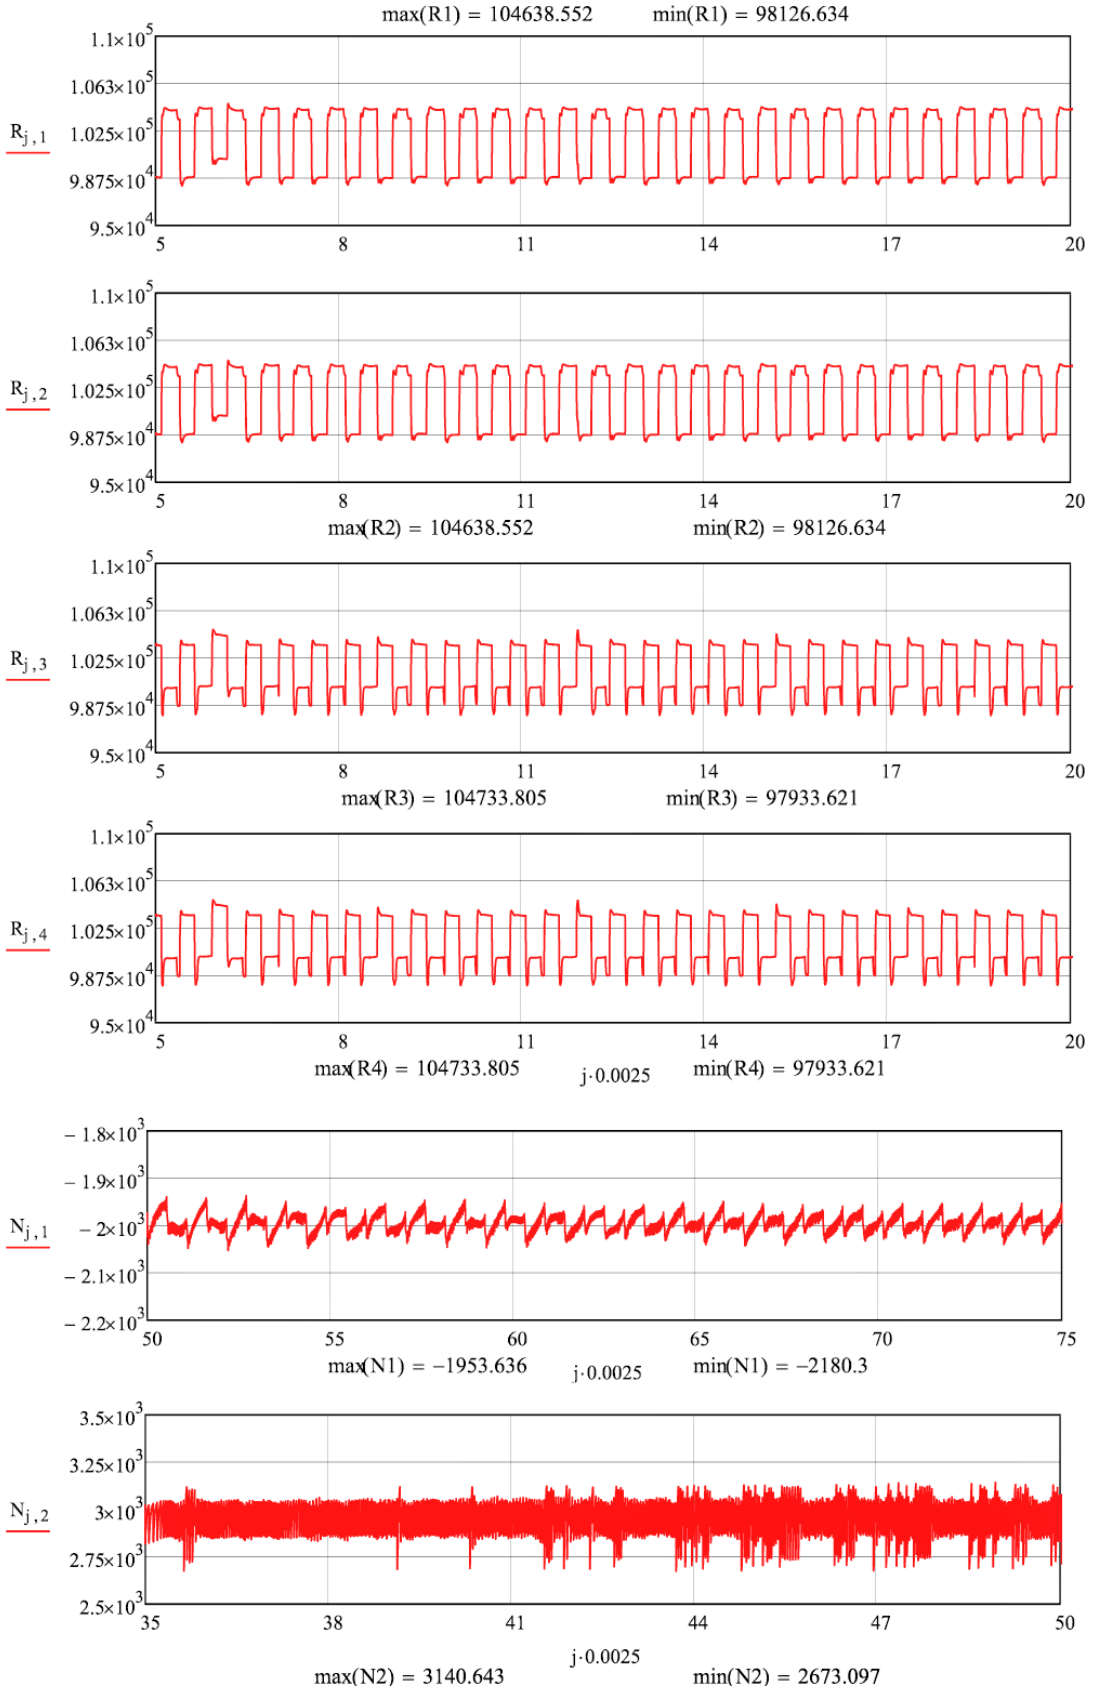 max(R1) = 104638.552 min(R1) = 98126.634
1.1×10^5
1.063×10^5
R_j,1
1.025×10^5
9.875×10^4
9.5×10^4
5 8 11 14 17 20
1.1×10^5
1.063×10^5
R_j,2
1.025×10^5
9.875×10^4
9.5×10^4
5 8 11 14 17 20
max(R2) = 104638.552 min(R2) = 98126.634
1.1×10^5
1.063×10^5
R_j,3
1.025×10^5
9.875×10^4
9.5×10^4
5 8 11 14 17 20
max(R3) = 104733.805 min(R3) = 97933.621
1.1×10^5
1.063×10^5
R_j,4
1.025×10^5
9.875×10^4
9.5×10^4
5 8 11 14 17 20
max(R4) = 104733.805 j·0.0025 min(R4) = 97933.621
− 1.8×10^3
− 1.9×10^3
N_j,1
− 2×10^3
− 2.1×10^3
− 2.2×10^3
50 55 60 65 70 75
max(N1) = −1953.636 j·0.0025 min(N1) = −2180.3
3.5×10^3
3.25×10^3
N_j,2
3×10^3
2.75×10^3
2.5×10^3
35 38 41 44 47 50
j·0.0025
max(N2) = 3140.643 min(N2) = 2673.097